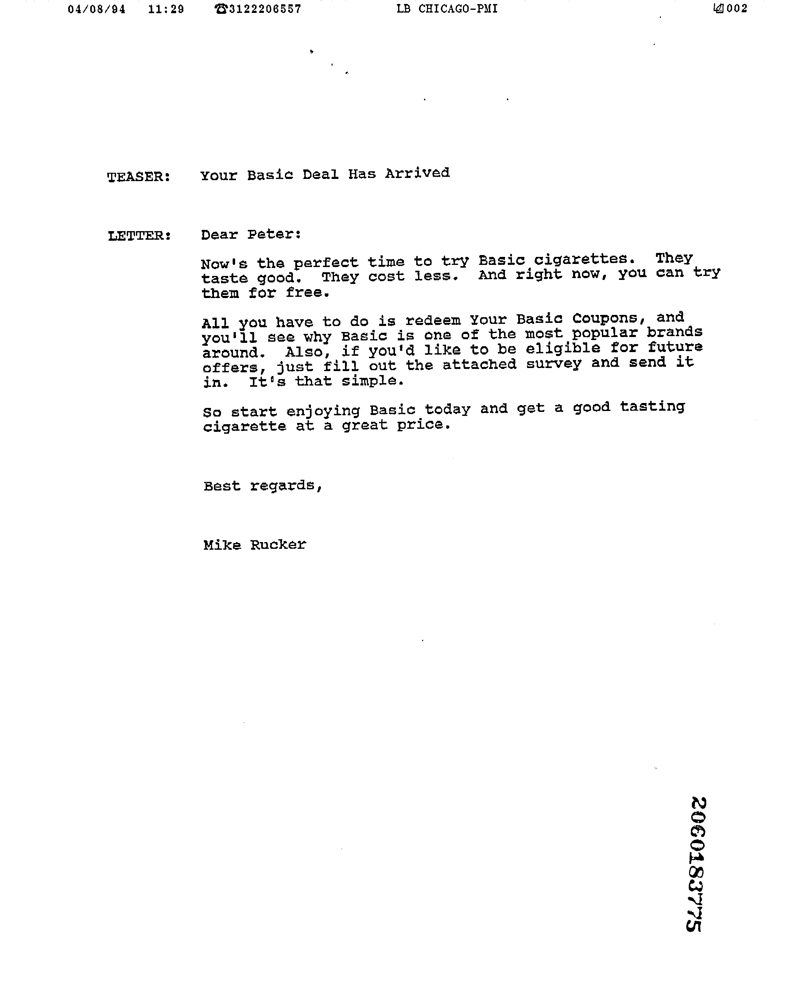 04/08/94 11:29 ☎3122206557 LB CHICAGO-PMI 002
TEASER: Your Basic Deal Has Arrived
LETTER: Dear Peter:
Now's the perfect time to try Basic cigarettes. They
taste good. They cost less. And right now, you can try
them for free.
All you have to do is redeem Your Basic Coupons, and
you'll see why Basic is one of the most popular brands
around. Also, if you'd like to be eligible for future
offers, just fill out the attached survey and send it
in. It's that simple.
So start enjoying Basic today and get a good tasting
cigarette at a great price.
Best regards,
Mike Rucker
2060183775